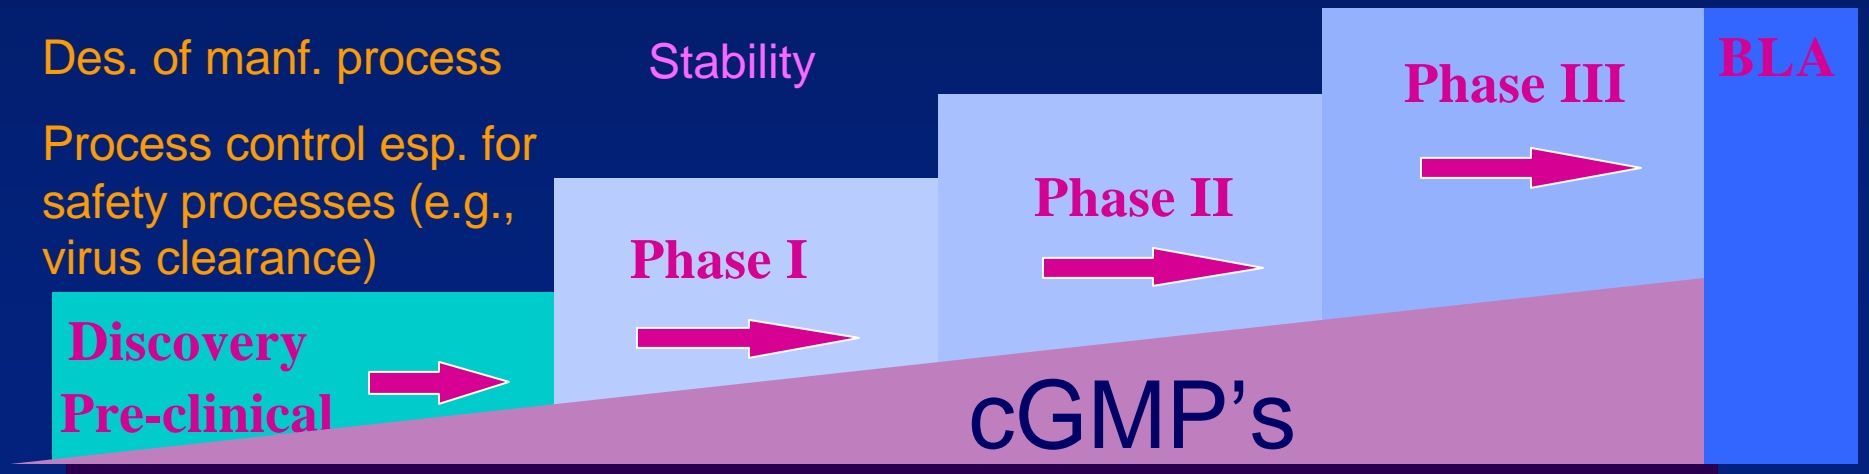 Des. of manf. process
Stability
Process control esp. for
safety processes (e.g.,
virus clearance)
Discovery
Pre-clinical
Phase I
Phase II
Phase III
BLA
cGMP’s